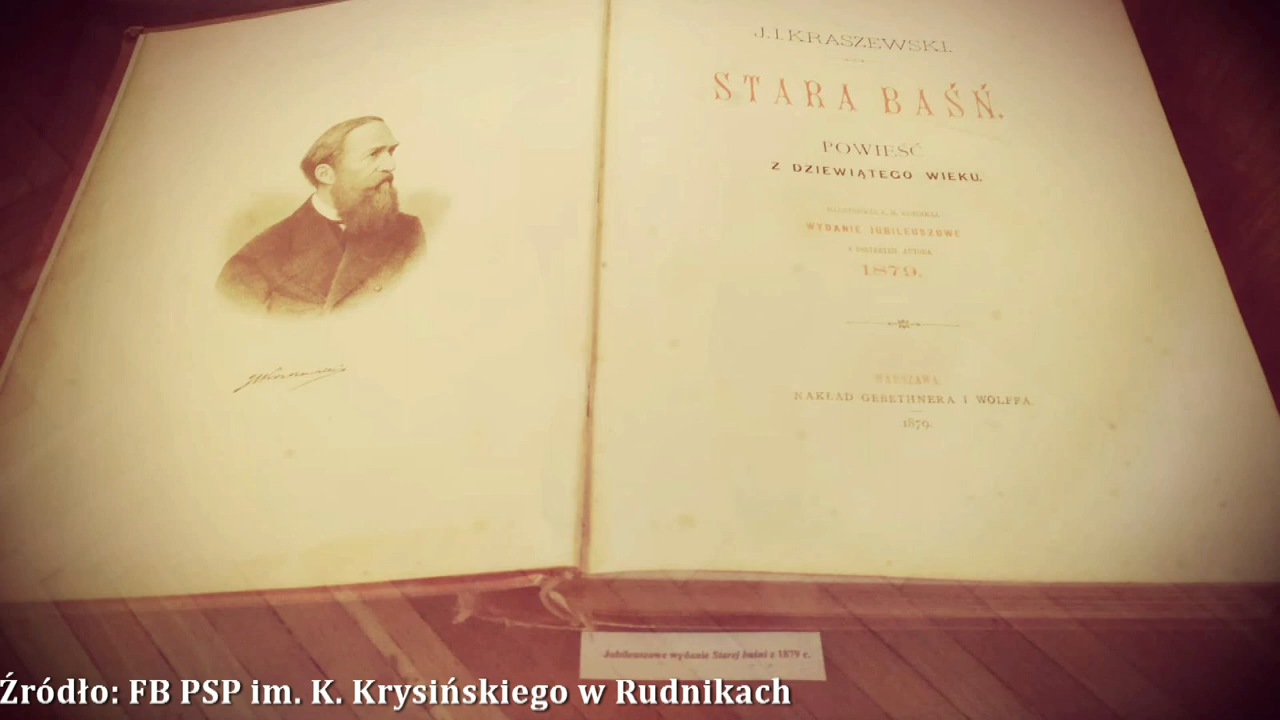 J.I.KRASZEWSKI.
STARA BAŚŃ.
POWIEŚĆ
Z DZIEWIĄTEGO WIEKU.
WYDANIE JUBILEUSZOWE
1879.
WARSZAWA.
NAKŁAD GEBETHNERA I WOLFFA.
1879.
Jubileuszowe wydanie Starej baśni z 1879 r.
Źródło: FB PSP im. K. Krysińskiego w Rudnikach